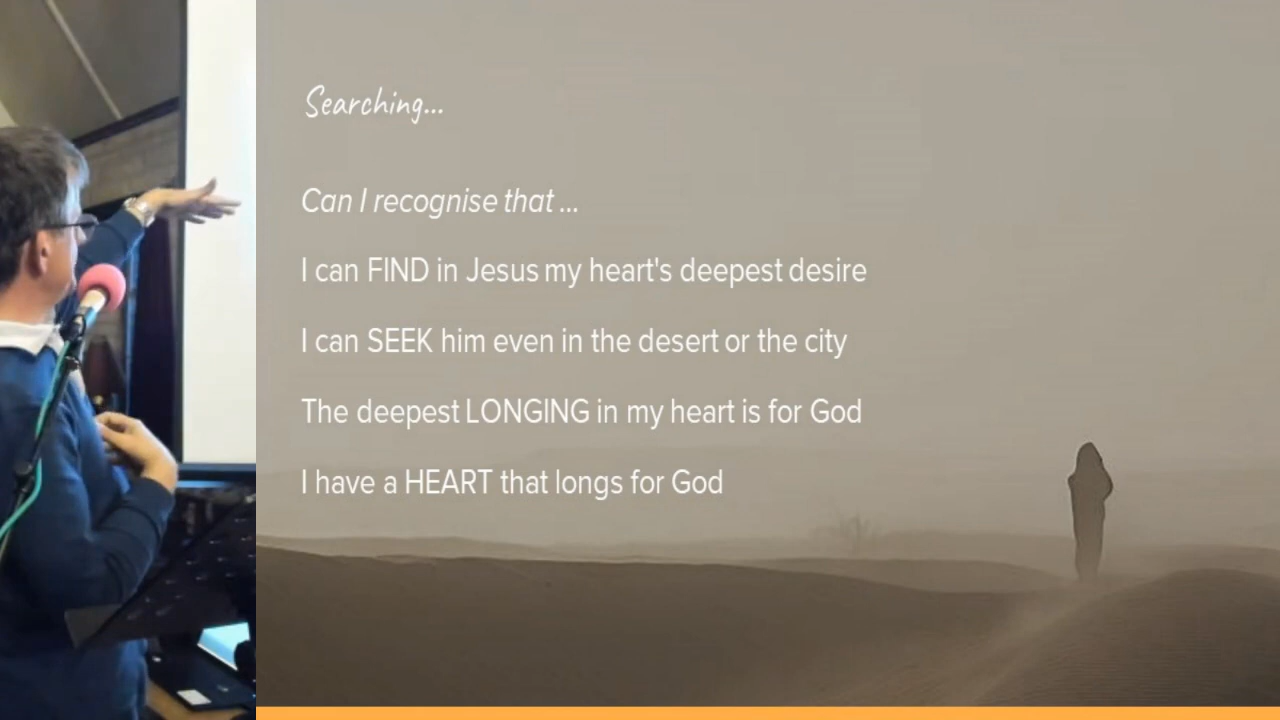 Searching...
Can I recognise that ...
I can FIND in Jesus my heart's deepest desire
I can SEEK him even in the desert or the city
The deepest LONGING in my heart is for God
I have a HEART that longs for God